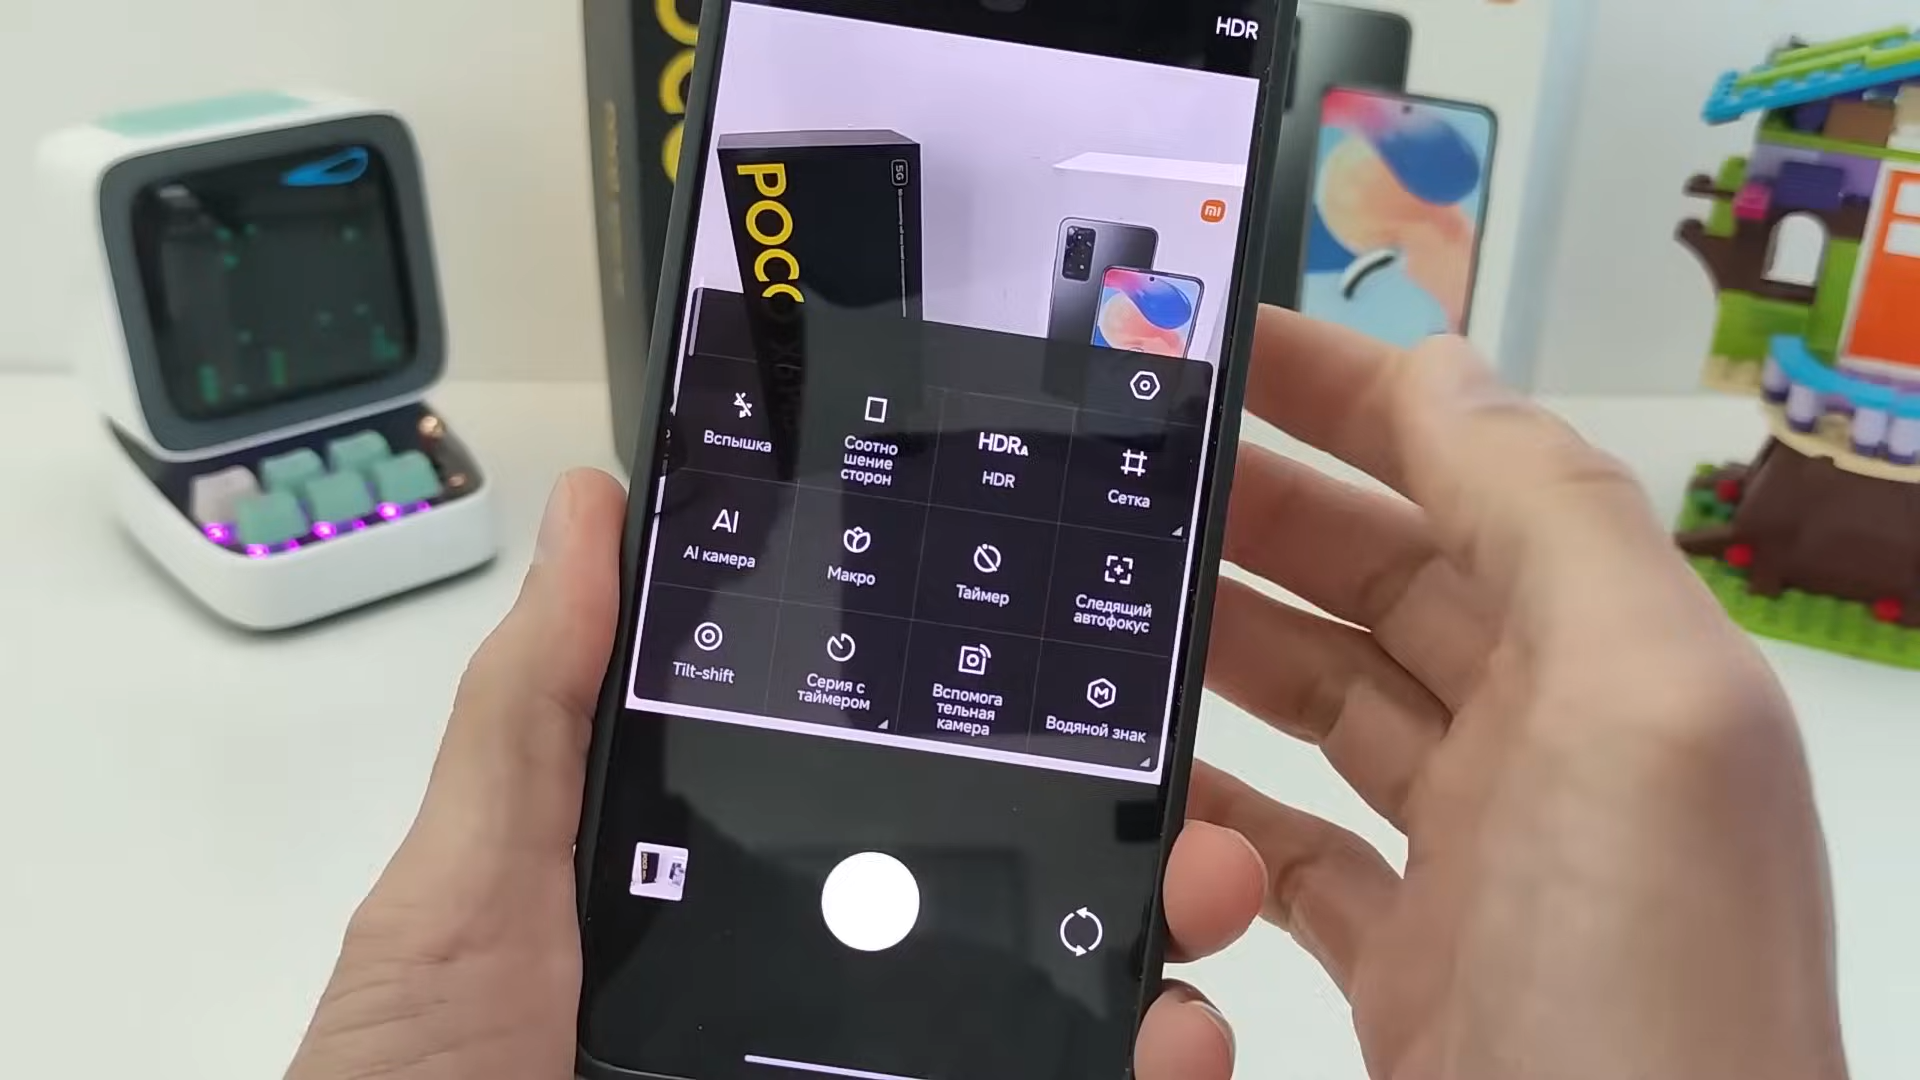 HDR
POCO
5G
mi
Вспышка
Соотно
шение
сторон
HDRA
HDR
Сетка
AI
AI камера
Макро
Таймер
Следящий
автофокус
Tilt-shift
Серия с
таймером
Вспомога
тельная
камера
Водяной знак